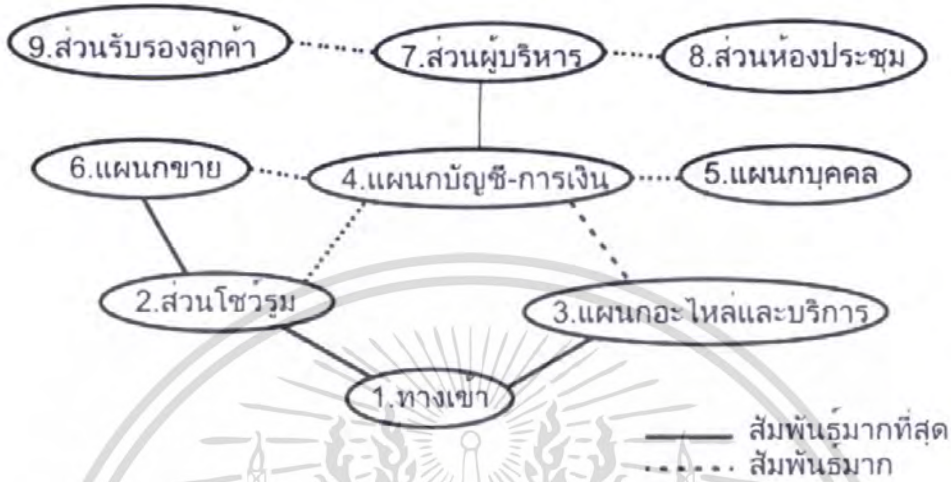 9.ส่วนรับรองลูกค้า
7.ส่วนผู้บริหาร
8.ส่วนห้องประชุม
6.แผนกขาย
4.แผนกบัญชี-การเงิน
5.แผนกบุคคล
2.ส่วนโชว์รูม
3.แผนกอะไหล่และบริการ
1.ทางเข้า
สัมพันธ์มากที่สุด
สัมพันธ์มาก